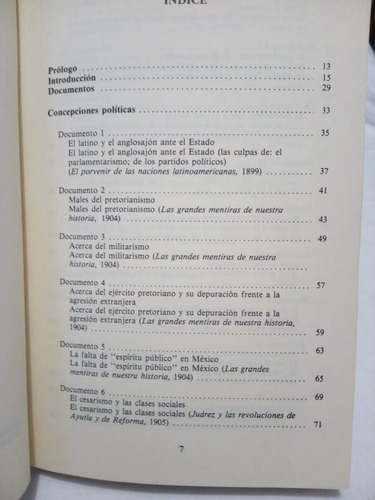 INDICE
Prólogo 13
Introducción 15
Documentos 29
Concepciones políticas 33
Documento 1 35
El latino y el anglosajón ante el Estado
El latino y el anglosajón ante el Estado (las culpas de: el
parlamentarismo; de los partidos políticos)
(El porvenir de las naciones latinoamericanas, 1899) 37
Documento 2 41
Males del pretorianismo
Males del pretorianismo (Las grandes mentiras de nuestra
historia, 1904) 43
Documento 3 49
Acerca del militarismo
Acerca del militarismo (Las grandes mentiras de nuestra
historia, 1904)
Documento 4 57
Acerca del ejército pretoriano y su depuración frente a la
agresión extranjera
Acerca del ejército pretoriano y su depuración frente a la
agresión extranjera (Las grandes mentiras de nuestra historia,
1904) 59
Documento 5 63
La falta de "espíritu público" en México
La falta de "espíritu público" en México (Las grandes
mentiras de nuestra historia, 1904) 65
Documento 6 69
El cesarismo y las clases sociales
El cesarismo y las clases sociales (Juárez y las revoluciones de
Ayutla y de Reforma, 1905) 71
7